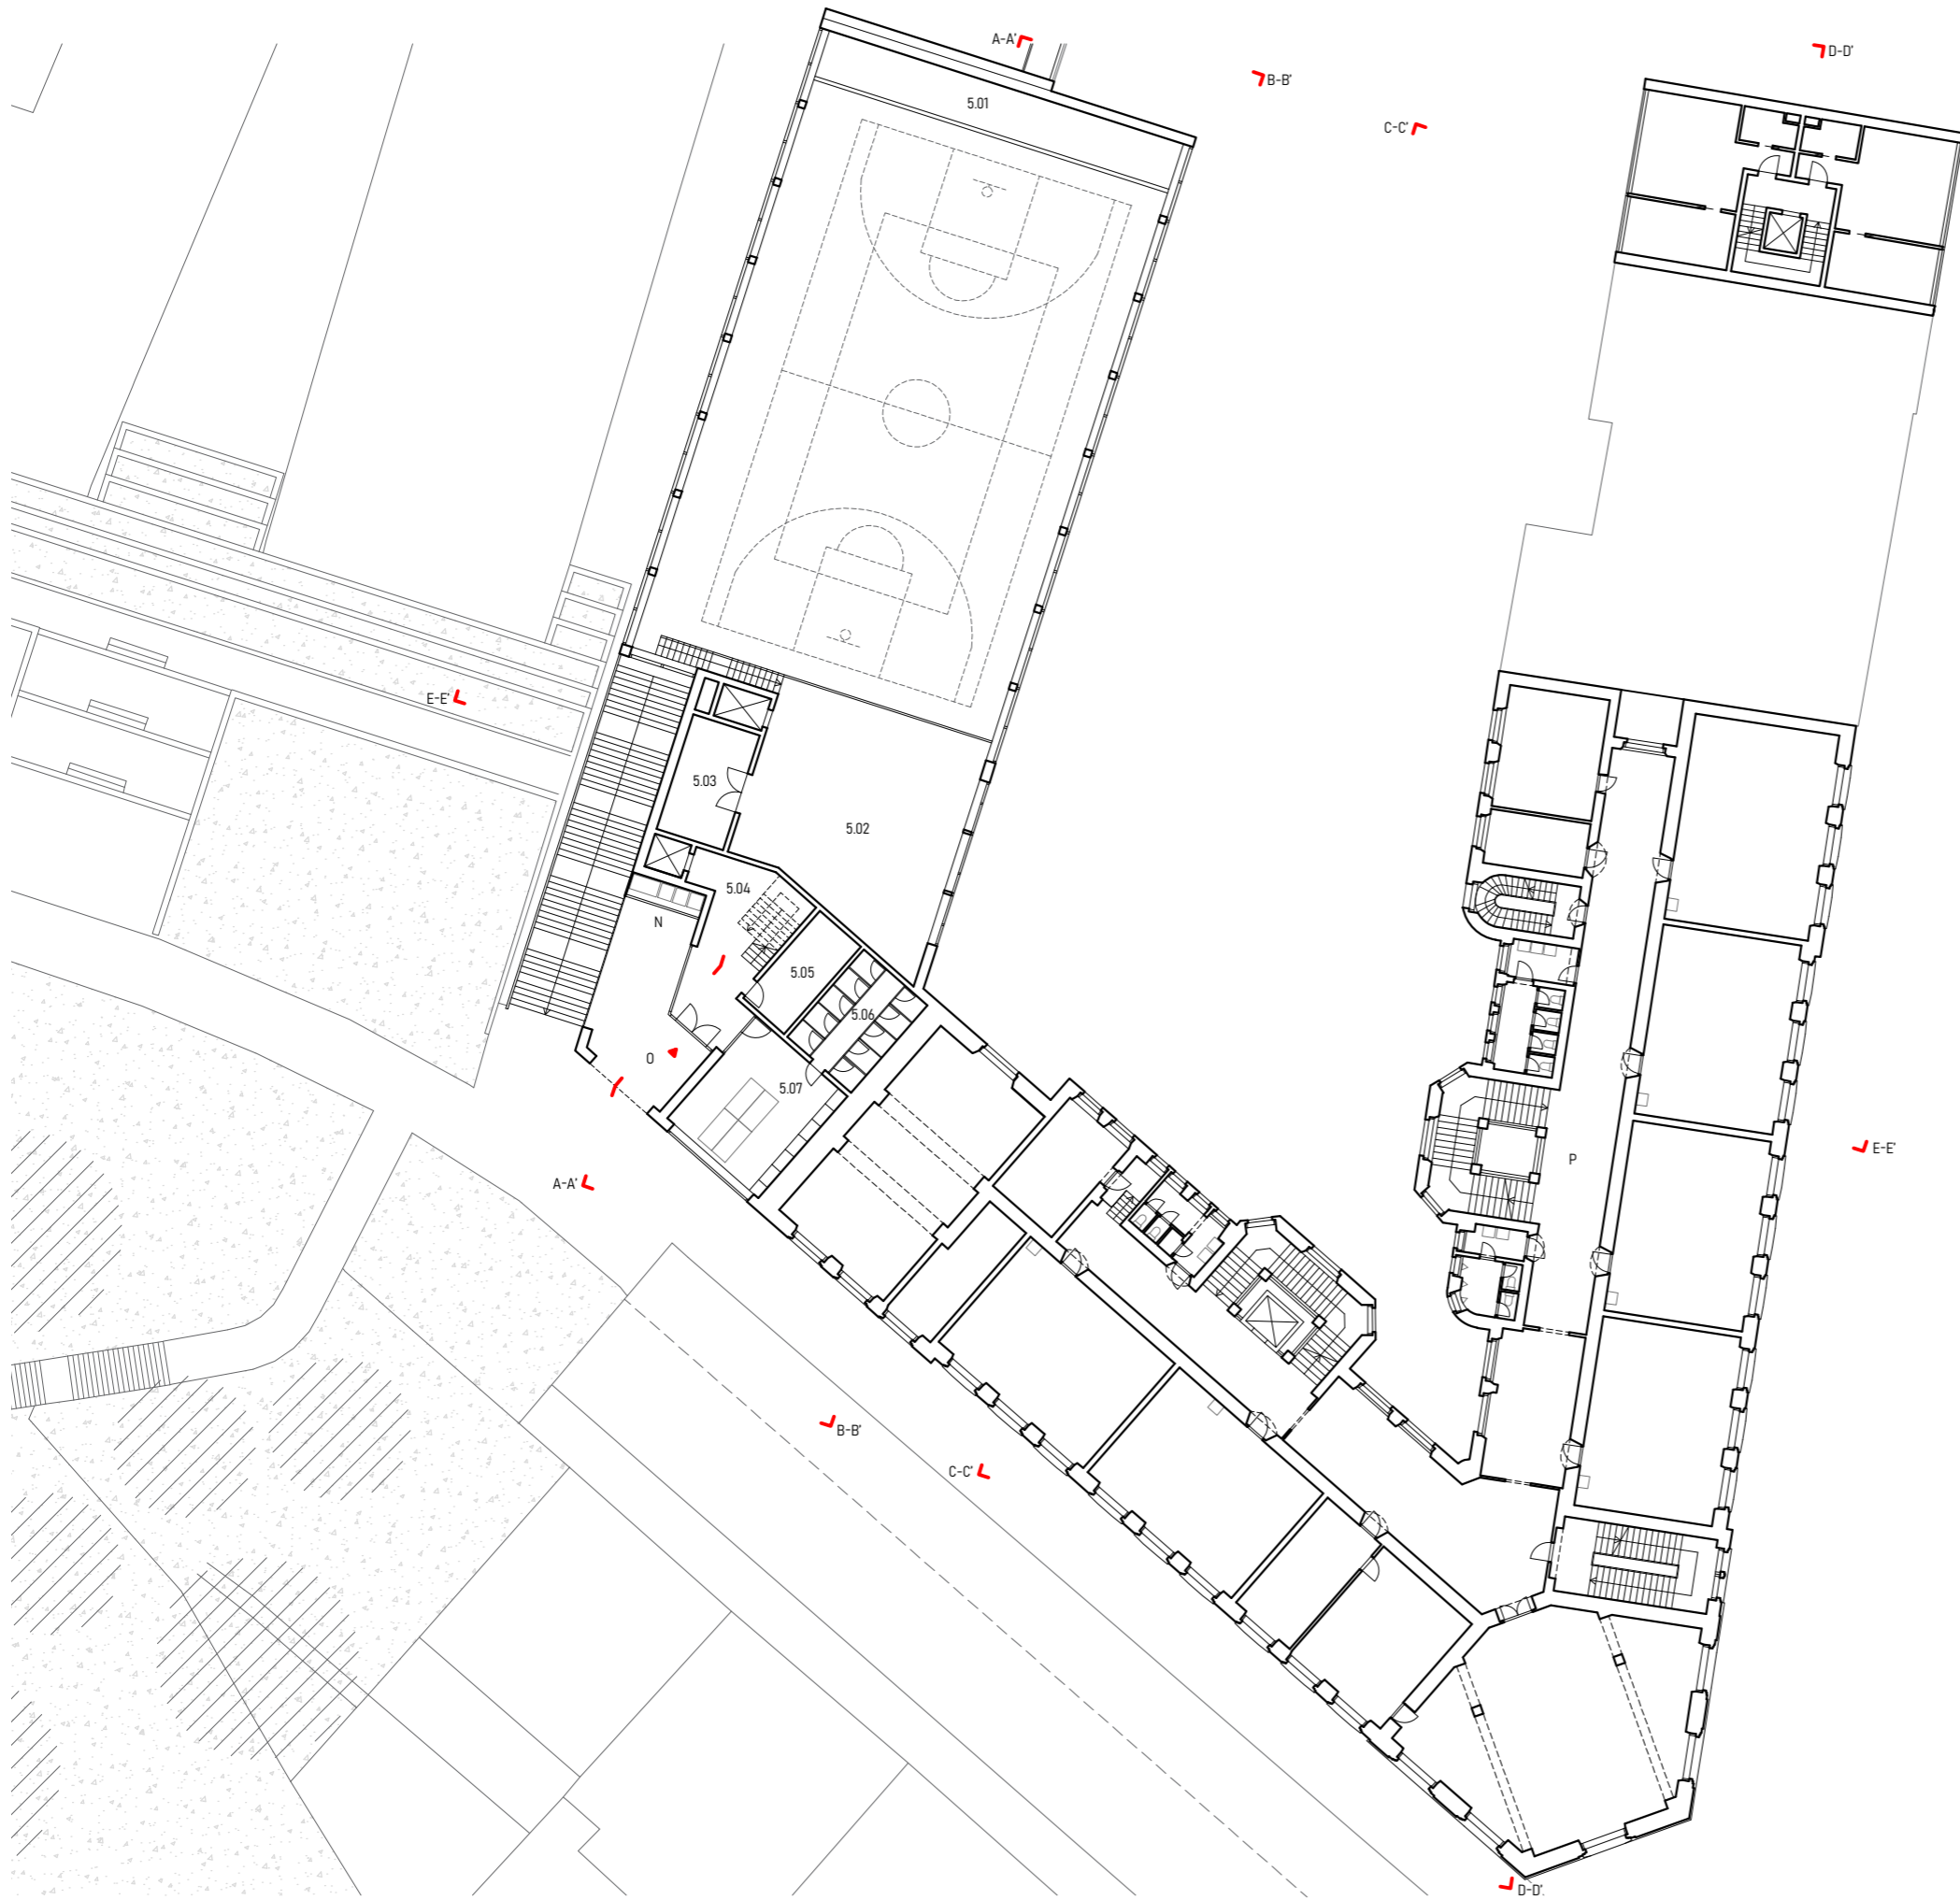 A-A'
D-D'
B-B'
5.01
C-C'
E-E'
5.03
5.02
5.04
N
5.05
5.06
O
5.07
E-E'
P
A-A'
B-B'
C-C'
D-D'